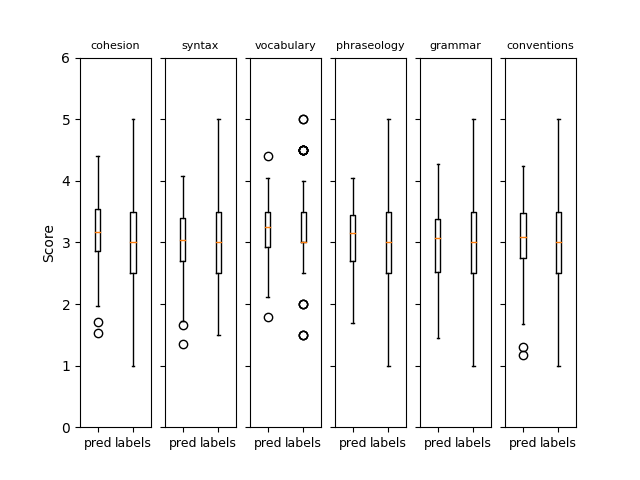 cohesion syntax vocabulary phraseology grammar conventions
6
5
4
3
2
1
0
Score
pred labels pred labels pred labels pred labels pred labels pred labels